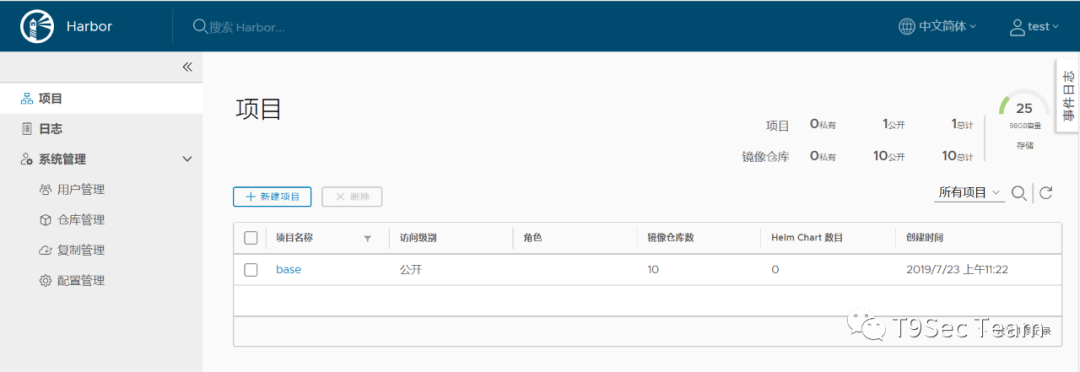 Harbor
搜索 Harbor...
中文简体
test
项目
日志
系统管理
用户管理
仓库管理
复制管理
配置管理
项目
项目 0私有 1公开 1总计
镜像仓库 0私有 10公开 10总计
25
98GB容量
存储
事件日志
+ 新建项目
× 删除
所有项目
项目名称 访问级别 角色 镜像仓库数 Helm Chart 数目 创建时间
base 公开 10 0 2019/7/23 上午11:22
T9Sec Team